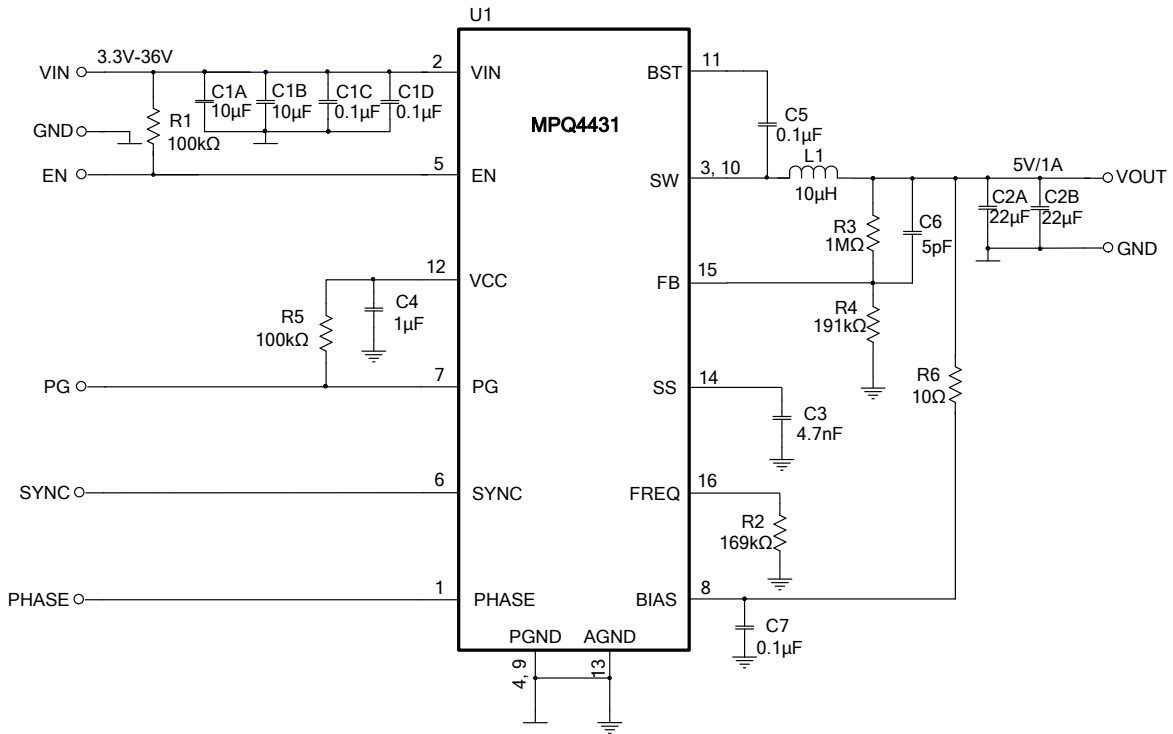 U1
MPQ4431
VIN
3.3V-36V
2
VIN
C1A
10µF
C1B
10µF
C1C
0.1µF
C1D
0.1µF
GND
R1
100kΩ
EN
5
EN
12
VCC
C4
1µF
R5
100kΩ
PG
7
PG
SYNC
6
SYNC
PHASE
1
PHASE
PGND
4, 9
AGND
13
BST
11
C5
0.1µF
SW
3, 10
L1
10µH
5V/1A
VOUT
C2A
22µF
C2B
22µF
GND
R3
1MΩ
C6
5pF
FB
15
R4
191kΩ
R6
10Ω
SS
14
C3
4.7nF
FREQ
16
R2
169kΩ
BIAS
8
C7
0.1µF